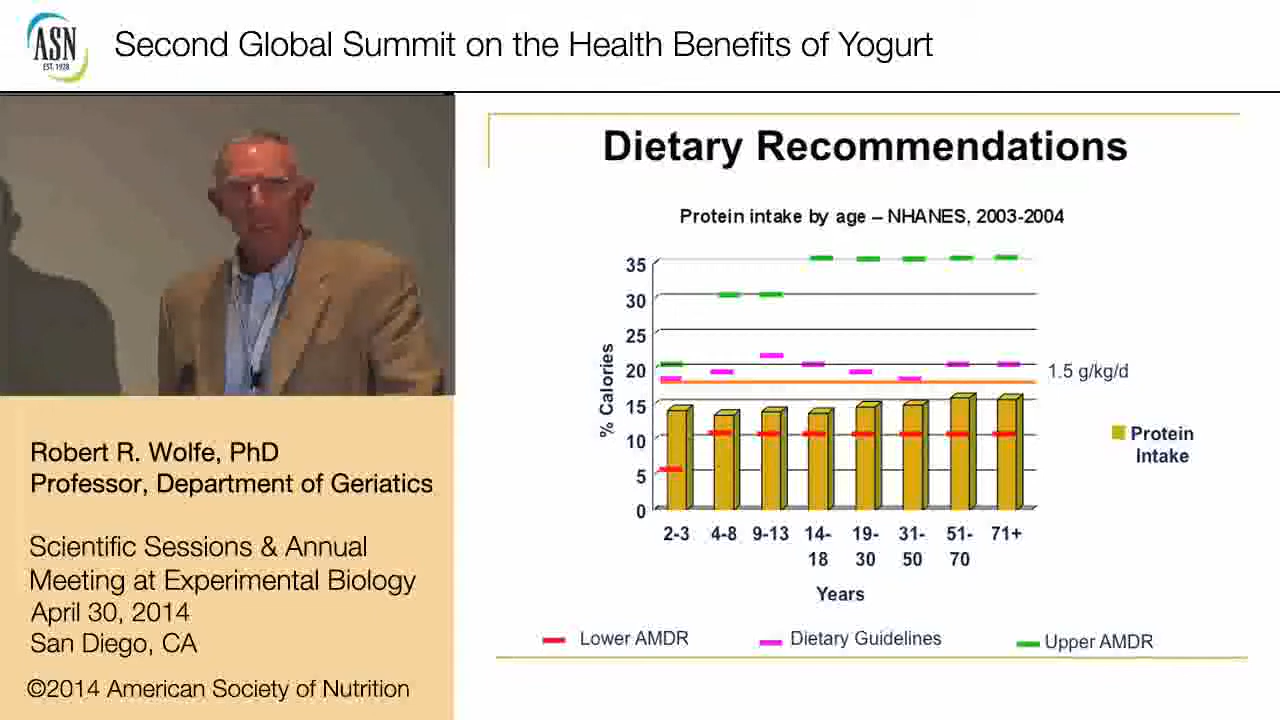 ASN
EST. 1928
Second Global Summit on the Health Benefits of Yogurt
Robert R. Wolfe, PhD
Professor, Department of Geriatics
Scientific Sessions & Annual
Meeting at Experimental Biology
April 30, 2014
San Diego, CA
©2014 American Society of Nutrition
Dietary Recommendations
Protein intake by age – NHANES, 2003-2004
% Calories
35
30
25
20
15
10
5
0
1.5 g/kg/d
Protein
Intake
2-3 4-8 9-13 14- 19- 31- 51- 71+
18 30 50 70
Years
Lower AMDR Dietary Guidelines Upper AMDR